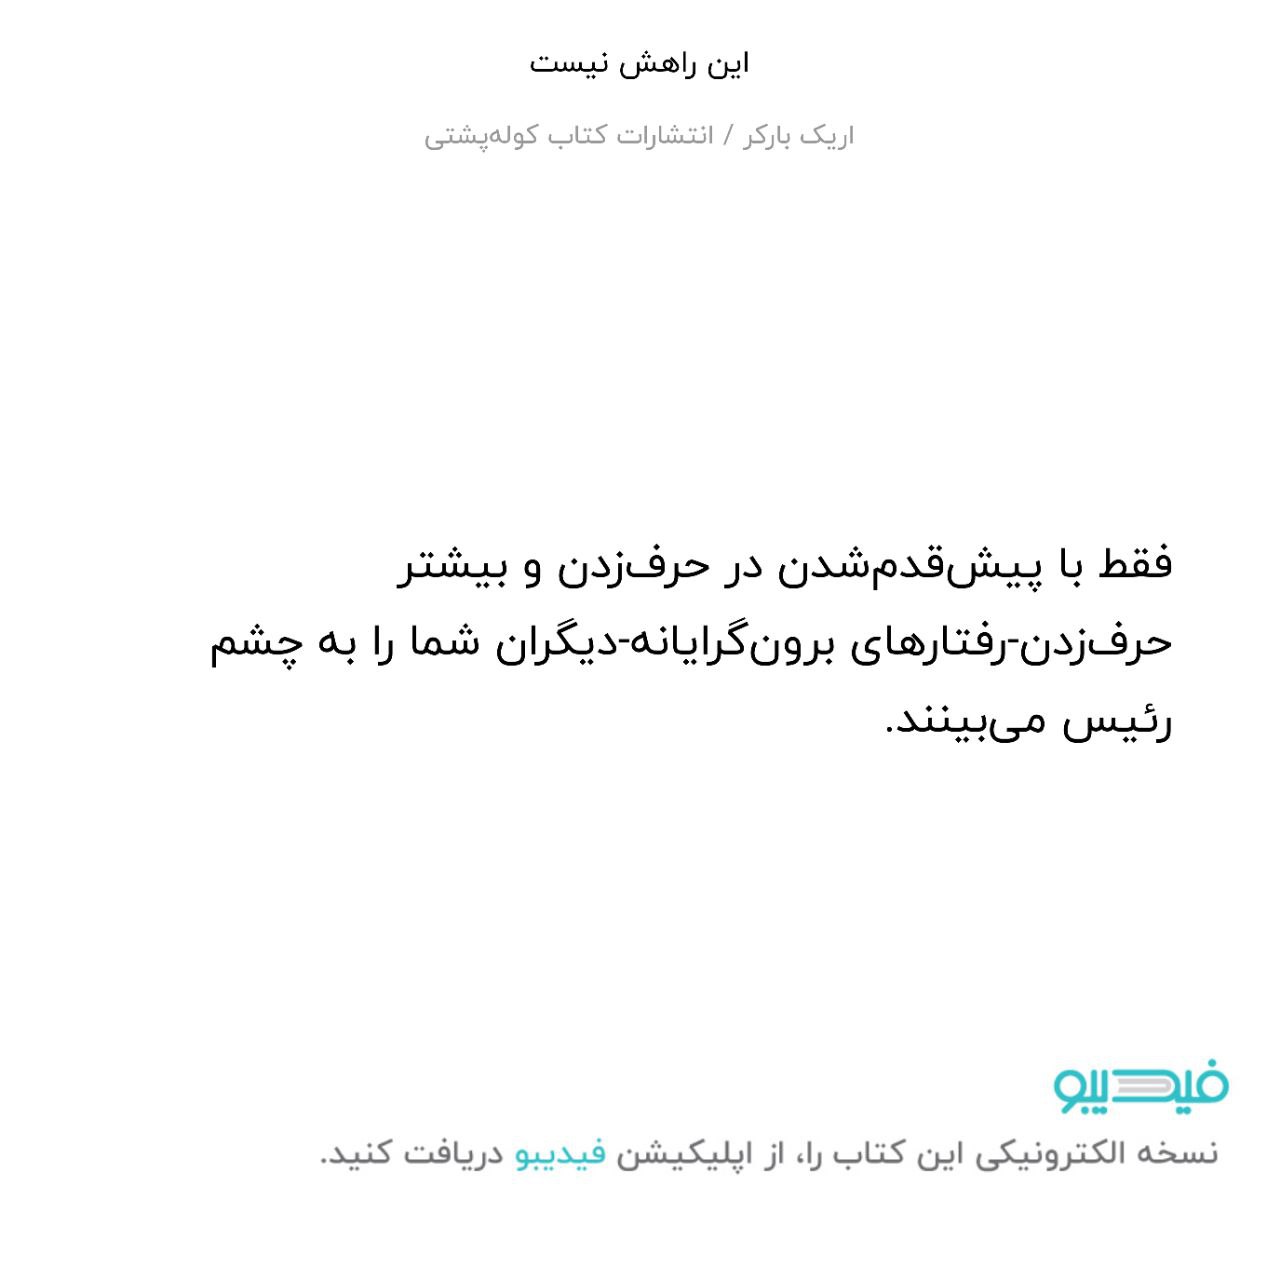 این راهش نیست
اریک بارکر / انتشارات کتاب کوله‌پشتی
فقط با پیش‌قدم‌شدن در حرف‌زدن و بیشتر
حرف‌زدن-رفتارهای برون‌گرایانه-دیگران شما را به چشم
رئیس می‌بینند.
فیدیبو
نسخه الکترونیکی این کتاب را، از اپلیکیشن فیدیبو دریافت کنید.